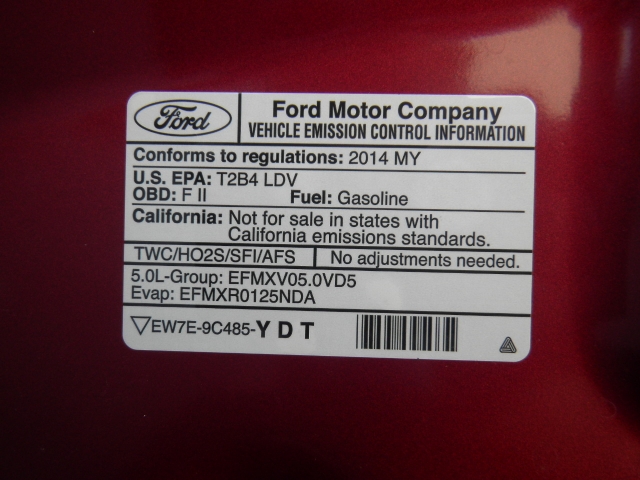 Ford
Ford Motor Company
VEHICLE EMISSION CONTROL INFORMATION
Conforms to regulations: 2014 MY
U.S. EPA: T2B4 LDV
OBD: F II Fuel: Gasoline
California: Not for sale in states with
California emissions standards.
TWC/HO2S/SFI/AFS No adjustments needed.
5.0L-Group: EFMXV05.0VD5
Evap: EFMXR0125NDA
EW7E-9C485-Y D T